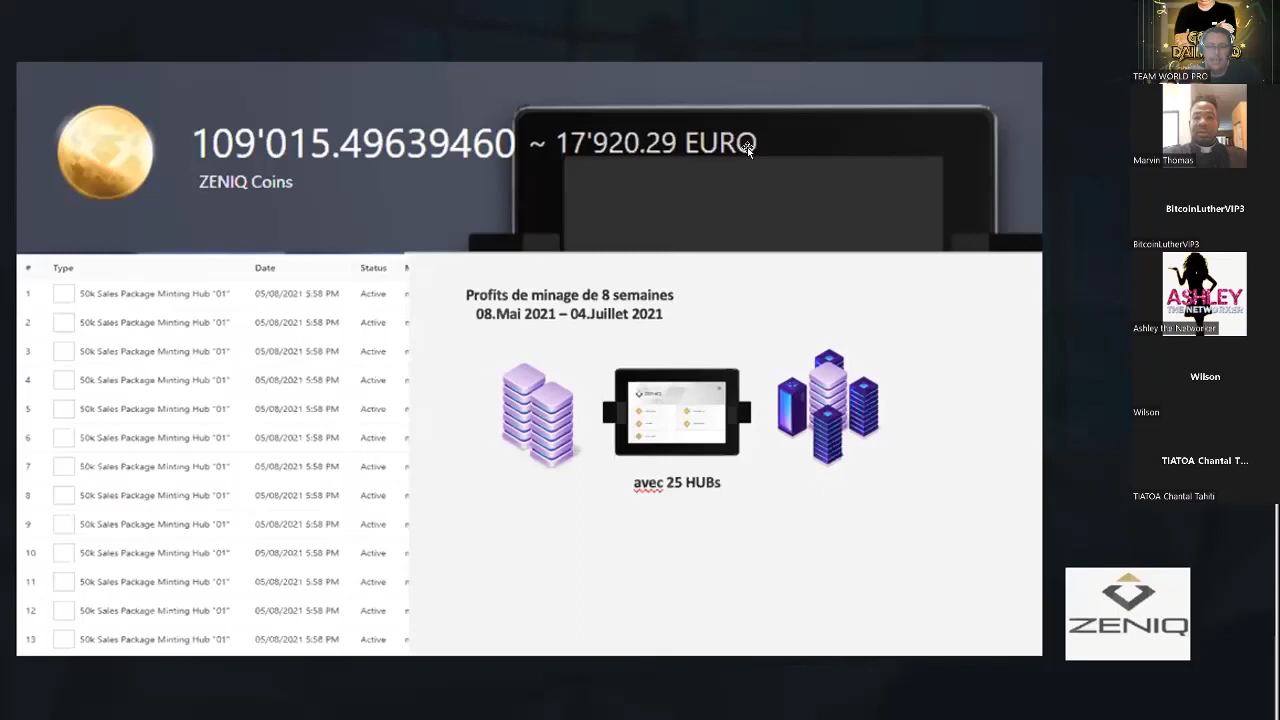 109'015.49639460 ~ 17'920.29 EURO
ZENIQ Coins
# Type Date Status
1 50k Sales Package Minting Hub "01" 05/08/2021 5:58 PM Active
2 50k Sales Package Minting Hub "01" 05/08/2021 5:58 PM Active
3 50k Sales Package Minting Hub "01" 05/08/2021 5:58 PM Active
4 50k Sales Package Minting Hub "01" 05/08/2021 5:58 PM Active
5 50k Sales Package Minting Hub "01" 05/08/2021 5:58 PM Active
6 50k Sales Package Minting Hub "01" 05/08/2021 5:58 PM Active
7 50k Sales Package Minting Hub "01" 05/08/2021 5:58 PM Active
8 50k Sales Package Minting Hub "01" 05/08/2021 5:58 PM Active
9 50k Sales Package Minting Hub "01" 05/08/2021 5:58 PM Active
10 50k Sales Package Minting Hub "01" 05/08/2021 5:58 PM Active
11 50k Sales Package Minting Hub "01" 05/08/2021 5:58 PM Active
12 50k Sales Package Minting Hub "01" 05/08/2021 5:58 PM Active
13 50k Sales Package Minting Hub "01" 05/08/2021 5:58 PM Active
Profits de minage de 8 semaines
08.Mai 2021 – 04.Juillet 2021
ZENIQ
avec 25 HUBs
TEAM WORLD PRO
Marvin Thomas
BitcoinLutherVIP3
BitcoinLutherVIP3
ASHLEY
THE NETWORKER
Ashley the Networker
Wilson
Wilson
TIATOA Chantal T...
TIATOA Chantal Tahiti
ZENIQ